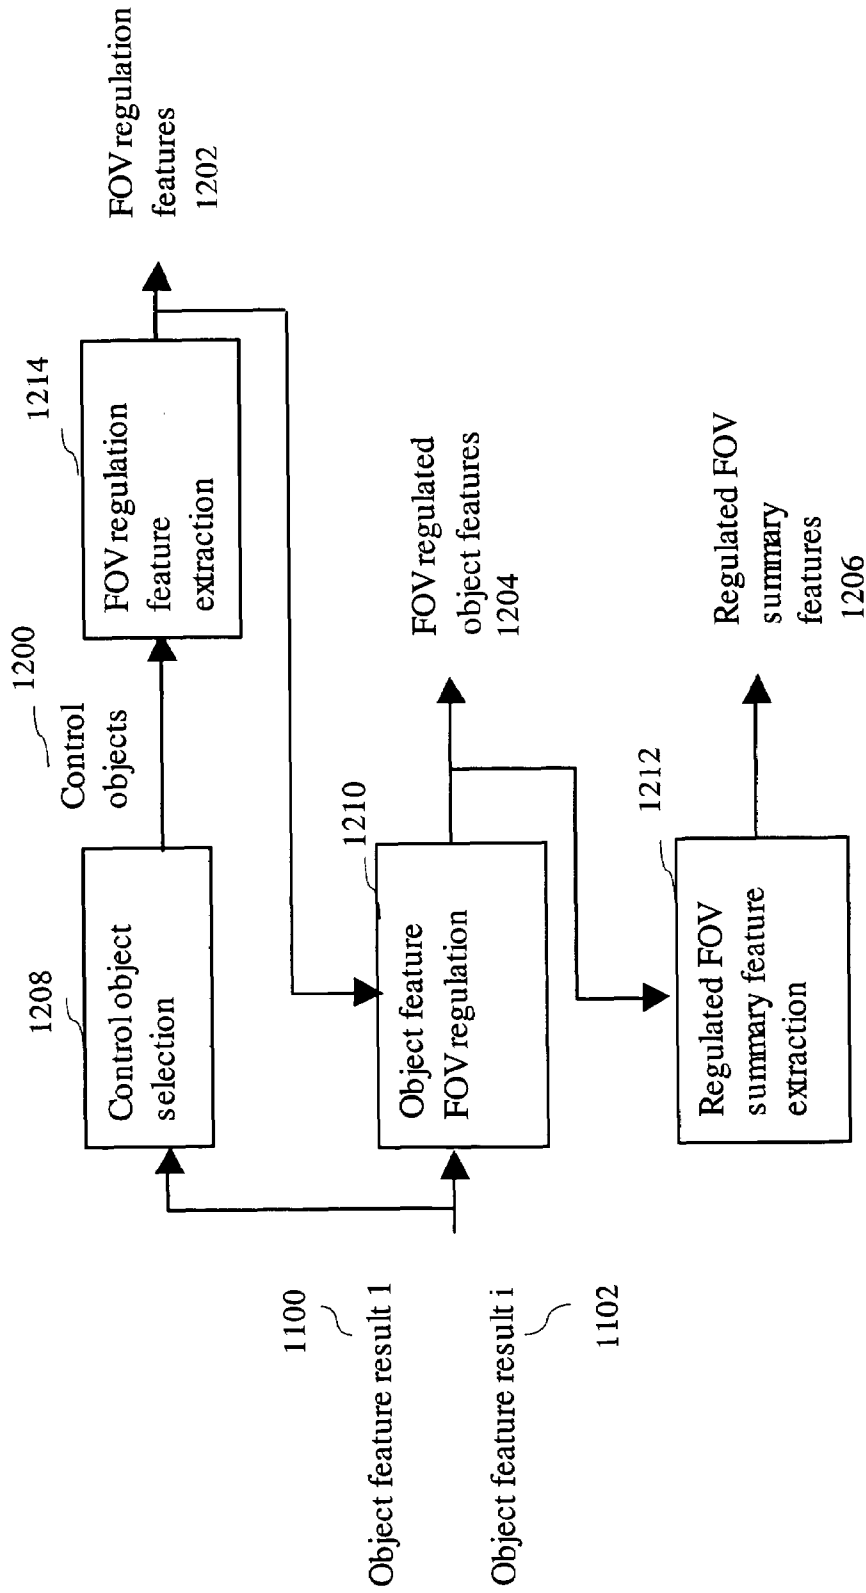 1208
Control object
selection
1200
Control
objects
1214
FOV regulation
feature
extraction
FOV regulation
features
1202
1100
Object feature result 1
Object feature result i
1102
1210
Object feature
FOV regulation
FOV regulated
object features
1204
1212
Regulated FOV
summary feature
extraction
Regulated FOV
summary
features
1206